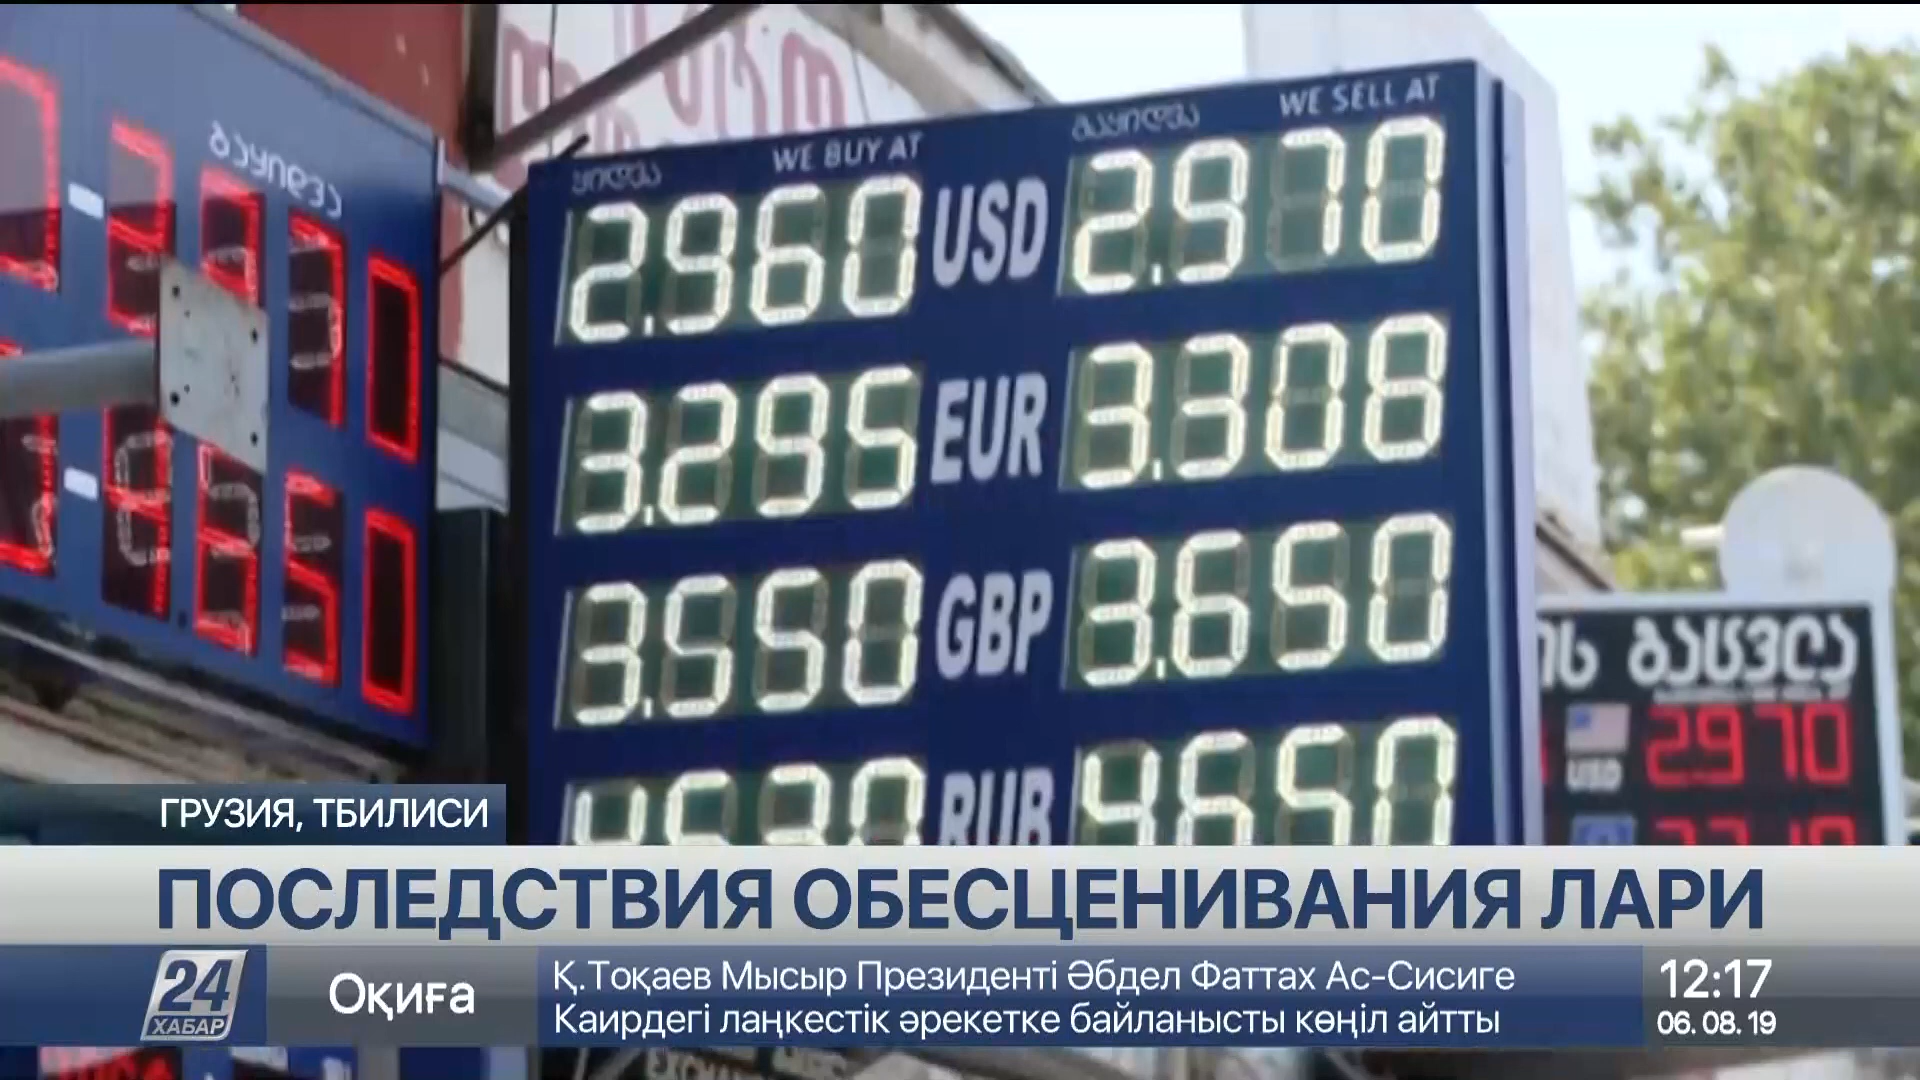 გაყიდვა
ყიდვა WE BUY AT გაყიდვა WE SELL AT
2.960 USD 2.970
3.295 EUR 3.308
3.550 GBP 3.650
RUB 4.650
გაცვლა
USD 2970
ГРУЗИЯ, ТБИЛИСИ
ПОСЛЕДСТВИЯ ОБЕСЦЕНИВАНИЯ ЛАРИ
24 ХАБАР
Оқиға
Қ.Тоқаев Мысыр Президенті Әбдел Фаттах Ас-Сисиге
Каирдегі лаңкестік әрекетке байланысты көңіл айтты
12:17
06. 08. 19